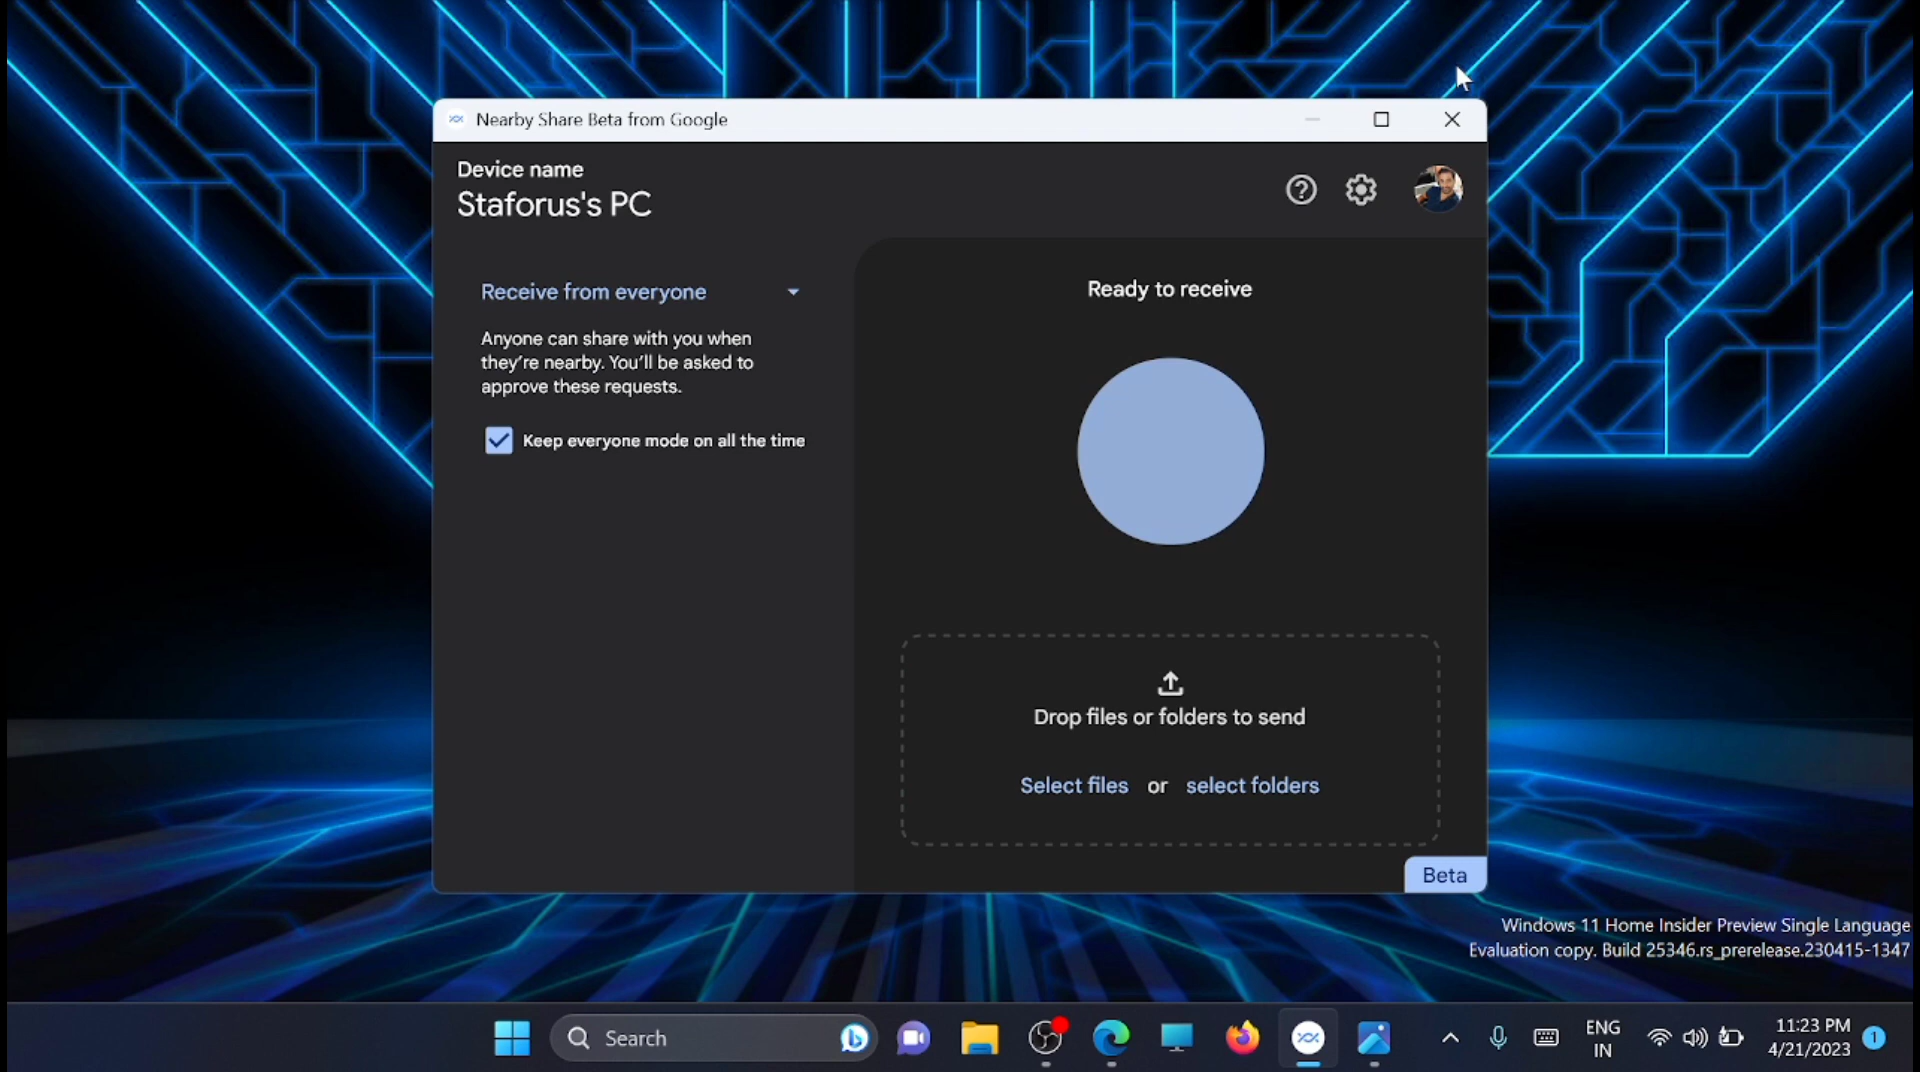 Nearby Share Beta from Google
Device name
Staforus's PC
Receive from everyone
Anyone can share with you when
they’re nearby. You’ll be asked to
approve these requests.
Keep everyone mode on all the time
Ready to receive
Drop files or folders to send
Select files or select folders
Beta
Windows 11 Home Insider Preview Single Language
Evaluation copy. Build 25346.rs_prerelease.230415-1347
Search
ENG
IN
11:23 PM
4/21/2023
1